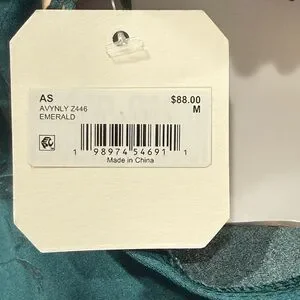 AS $88.00
AVYNLY Z446 M
EMERALD
1 98974 54691 1
Made in China